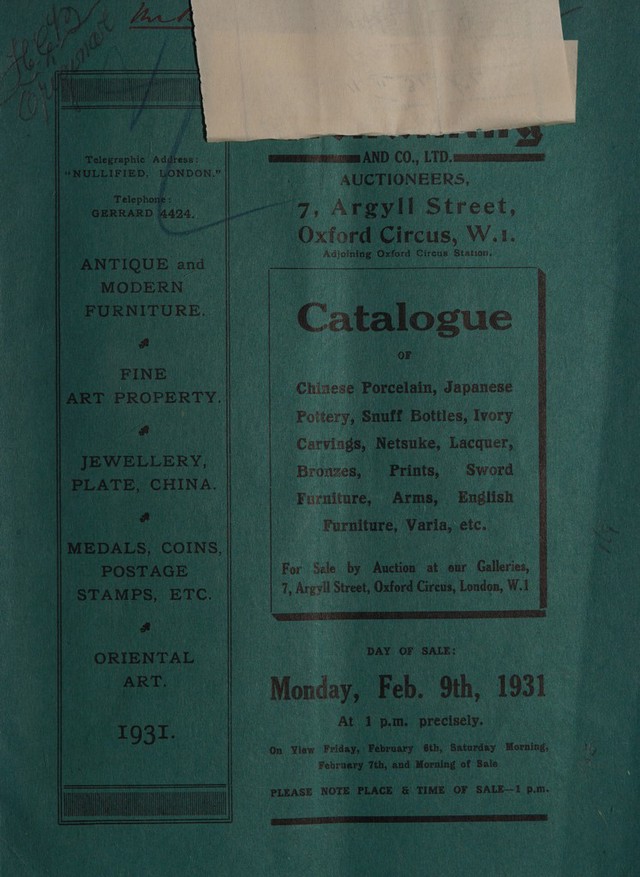 Telegraphic Address:
"NULLIFIED, LONDON."
Telephone:
GERRARD 4424.
ANTIQUE and
MODERN
FURNITURE.
FINE
ART PROPERTY.
JEWELLERY,
PLATE, CHINA.
MEDALS, COINS,
POSTAGE
STAMPS, ETC.
ORIENTAL
ART.
1931.
AND CO., LTD.
AUCTIONEERS,
7, Argyll Street,
Oxford Circus, W.1.
Adjoining Oxford Circus Station.
Catalogue
OF
Chinese Porcelain, Japanese
Pottery, Snuff Bottles, Ivory
Carvings, Netsuke, Lacquer,
Bronzes, Prints, Sword
Furniture, Arms, English
Furniture, Varia, etc.
For Sale by Auction at our Galleries,
7, Argyll Street, Oxford Circus, London, W.1
DAY OF SALE:
Monday, Feb. 9th, 1931
At 1 p.m. precisely.
On View Friday, February 6th, Saturday Morning,
February 7th, and Morning of Sale
PLEASE NOTE PLACE & TIME OF SALE—1 p.m.